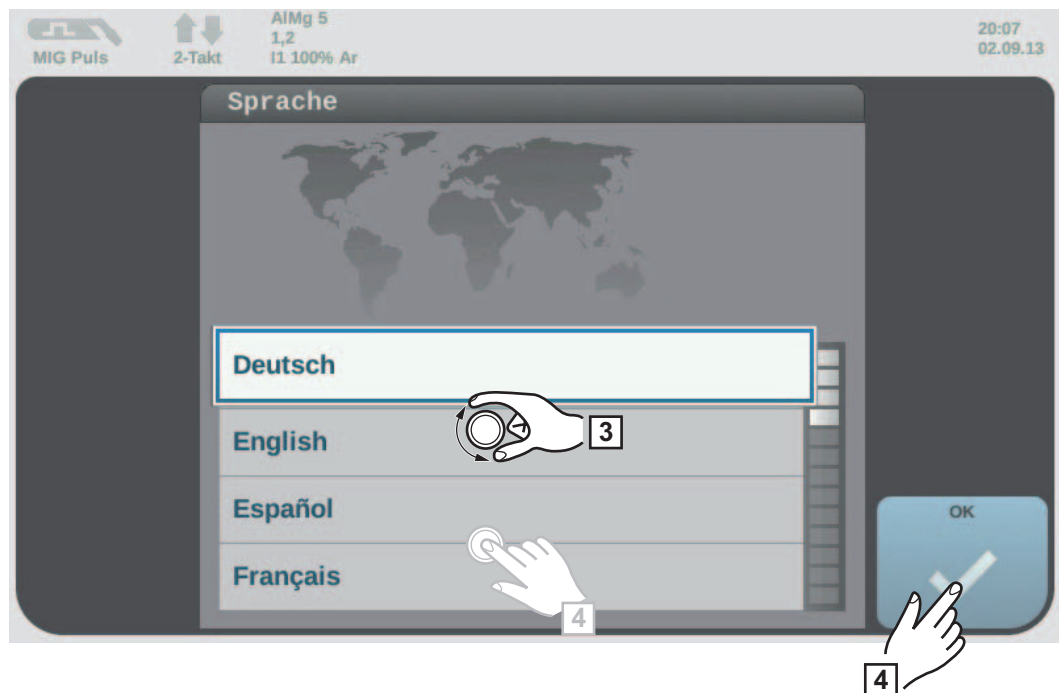 MIG Puls
2-Takt
AlMg 5
1,2
I1 100% Ar
20:07
02.09.13
Sprache
Deutsch
English
Español
Français
3
4
OK
4